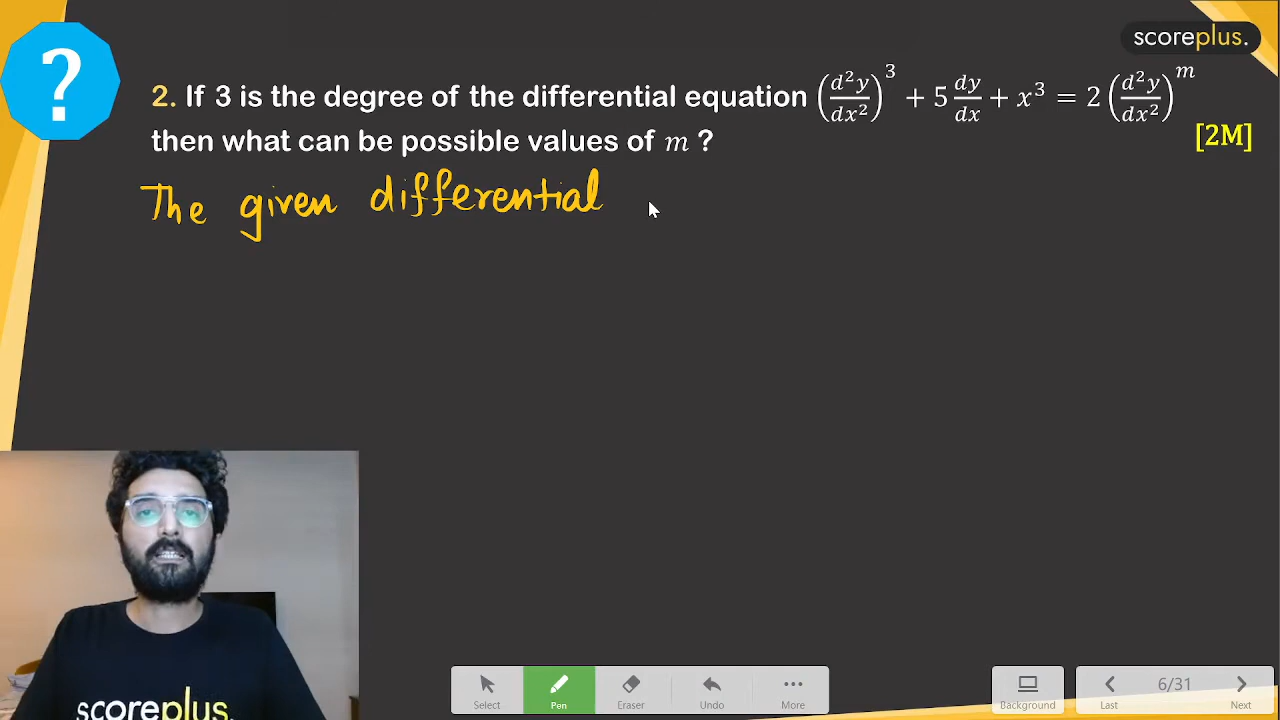 ?
scoreplus.
2. If 3 is the degree of the differential equation (d²y/dx²)³ + 5 dy/dx + x³ = 2 (d²y/dx²)ᵐ
then what can be possible values of m ?
[2M]
The given differential
scoreplus.
Select Pen Eraser Undo More Background Last 6/31 Next